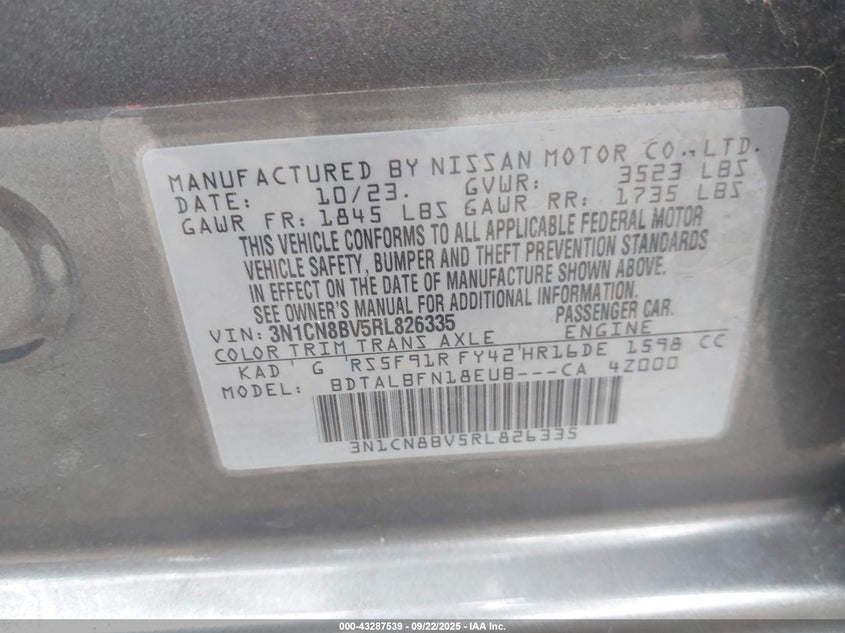 MANUFACTURED BY NISSAN MOTOR CO.,LTD.
DATE: 10/23. GVWR: 3523 LBS
GAWR FR: 1845 LBS GAWR RR: 1735 LBS
THIS VEHICLE CONFORMS TO ALL APPLICABLE FEDERAL MOTOR
VEHICLE SAFETY, BUMPER AND THEFT PREVENTION STANDARDS
IN EFFECT ON THE DATE OF MANUFACTURE SHOWN ABOVE.
SEE OWNER'S MANUAL FOR ADDITIONAL INFORMATION.
VIN: 3N1CN8BV5RL826335 PASSENGER CAR.
COLOR TRIM TRANS AXLE ENGINE
KAD G RS5F91R FY42 HR16DE 1598 CC
MODEL: BDTALBFN18EUB---CA 4Z000
3N1CN8BV5RL826335
000-43287539 - 09/22/2025 - IAA Inc.